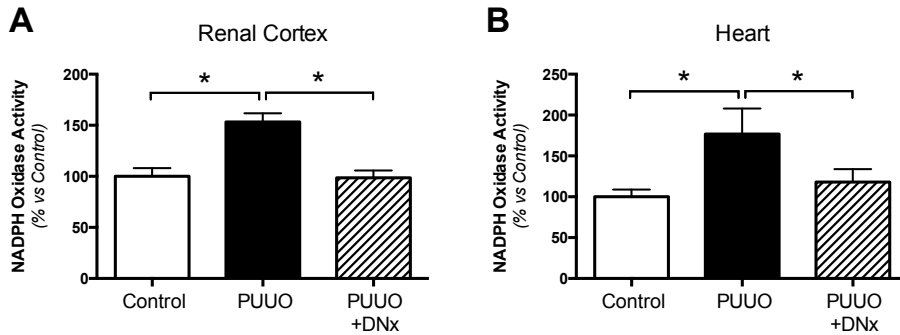 A
Renal Cortex
NADPH Oxidase Activity
(% vs Control)
200
150
100
50
0
*
*
Control
PUUO
PUUO
+DNx
B
Heart
NADPH Oxidase Activity
(% vs Control)
250
200
150
100
50
0
*
*
Control
PUUO
PUUO
+DNx